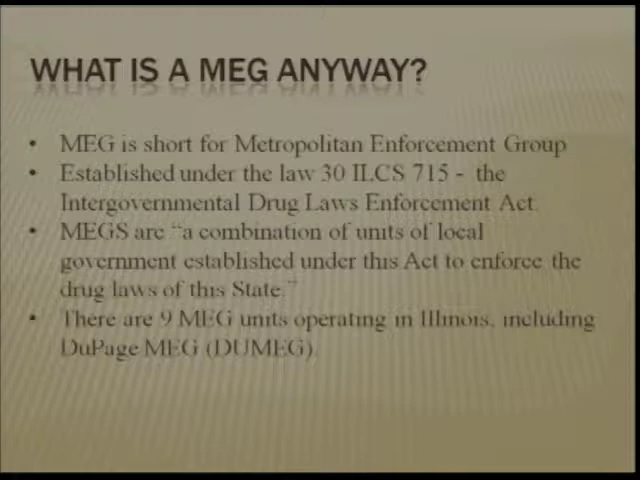 WHAT IS A MEG ANYWAY?
• MEG is short for Metropolitan Enforcement Group
• Established under the law 30 ILCS 715 - the
Intergovernmental Drug Laws Enforcement Act.
• MEGS are “a combination of units of local
government established under this Act to enforce the
drug laws of this State.”
• There are 9 MEG units operating in Illinois, including
DuPage MEG (DUMEG).